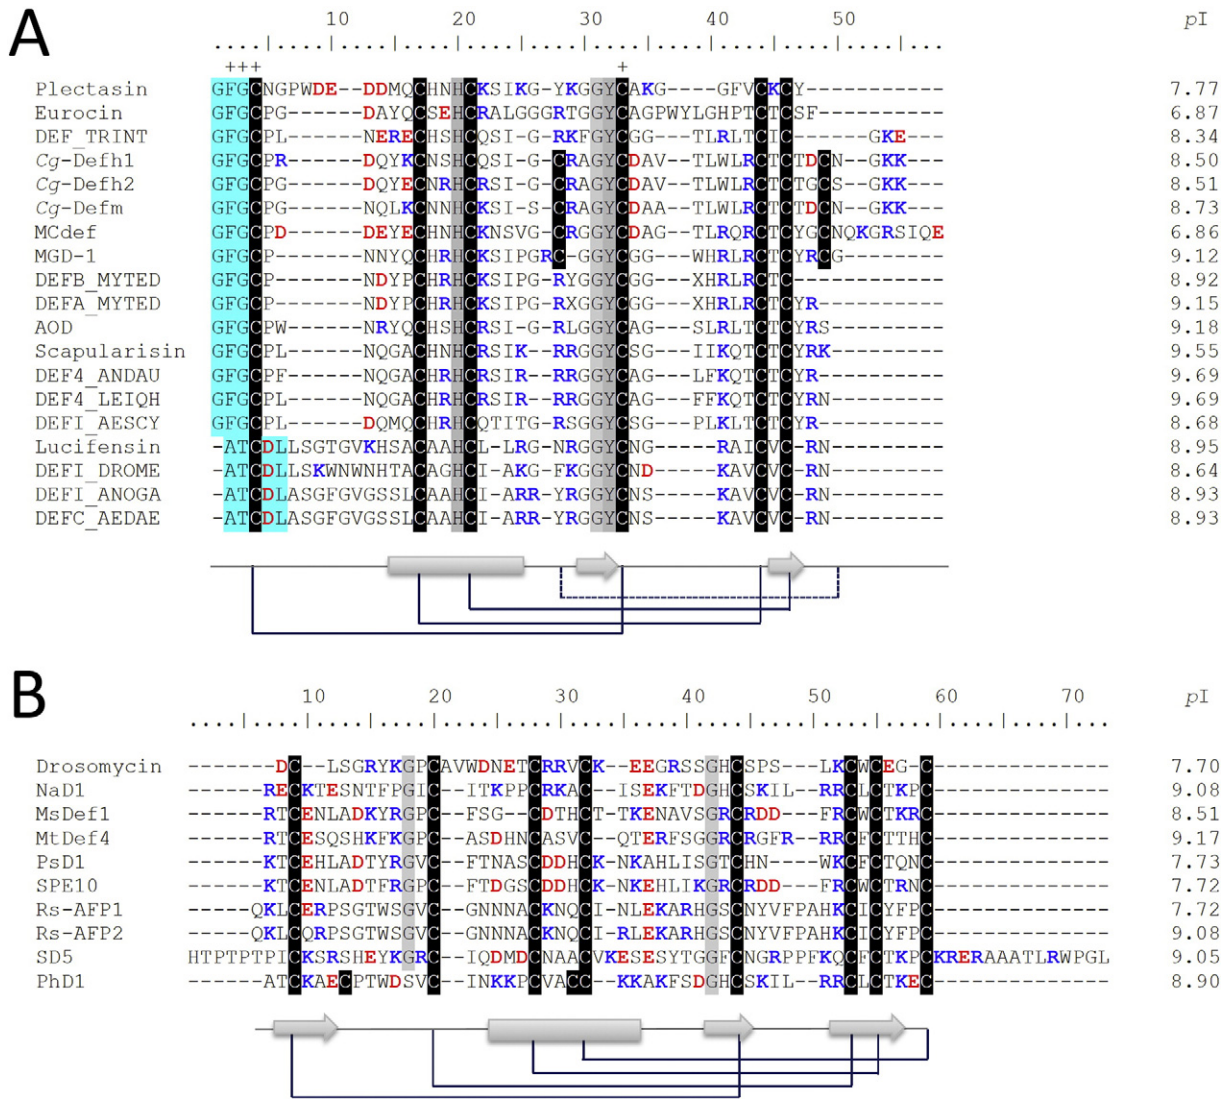 A
10 20 30 40 50 pI
+++ +
Plectasin GFGCNGPWDE--DDMQCHNHCKSIKG-YKGGYCAKG----GFVCKCY----------- 7.77
Eurocin GFGCPG-------DAYQCSEHCRALGGGRTGGYCAGPWYLGHPTCTCSF---------- 6.87
DEF_TRINT GFGCPL-------NERECHSHCQSI-G-RKFGYCGG---TLRLTCIC------GKE--- 8.34
Cg-Defh1 GFGCPR------DQYKCNSHCQSI-G-CRAGYCDAV--TLWLRCTCTDCN--GKK--- 8.50
Cg-Defh2 GFGCPG------DQYECNRHCRSI-G-CRAGYCDAV--TLWLRCTCTGCS--GKK--- 8.51
Cg-Defm GFGCPG------NQLKCNNHCKSI-S-CRAGYCDAA--TLWLRCTCTDCN--GKK--- 8.73
MCdef GFGCPD------DEYECHNHCKNSVG-CRGGYCDAG--TLRQRCTCYGCNQKGRSIQE 6.86
MGD-1 GFGCP-------NNYQCHRHCKSIPGRC-GGYCGG---WHRLRCTCYRCG-------- 9.12
DEFB_MYTED GFGCP-------NDYPCHRHCKSIPG-RYGGYCGG---XHRLRCTC------------ 8.92
DEFA_MYTED GFGCP-------NDYPCHRHCKSIPG-RXGGYCGG---XHRLRCTCYR---------- 9.15
AOD GFGCPW------NRYQCHSHCRSI-G-RLGGYCAG---SLRLTCTCYRS--------- 9.18
Scapularisin GFGCPL------NQGACHNHCRSIK--RRGGYCSG---IIKQTCTCYRK--------- 9.55
DEF4_ANDAU GFGCPF------NQGACHRHCRSIR--RRGGYCAG---LFKQTCTCYR---------- 9.69
DEF4_LEIQH GFGCPL------NQGACHRHCRSIR--RRGGYCAG---FFKQTCTCYRN--------- 9.69
DEFI_AESCY GFGCPL------DQMQCHRHCQTITG-RSGGYCSG---PLKLTCTCYR---------- 8.68
Lucifensin -ATCDLLSGTGVKHSACAAHCL-LRG-NRGGYCNG-----RAICVC-RN--------- 8.95
DEFI_DROME -ATCDLLSKWNWNHTACAGHCI-AKG-FKGGYCND-----KAVCVC-RN--------- 8.64
DEFI_ANOGA -ATCDLASGFGVGSSLCAAHCI-ARR-YRGGYCNS-----KAVCVC-RN--------- 8.93
DEFC_AEDAE -ATCDLASGFGVGSSLCAAHCI-ARR-YRGGYCNS-----KAVCVC-RN--------- 8.93
B
10 20 30 40 50 60 70 pI
Drosomycin -------DC--LSGRYKGPCAVWDNETCRRVCK--EEGRSSGHCSPS---LKCWCEG-C-------------- 7.70
NaD1 ------RECKTESNTFPGIC--ITKPPCRKAC--ISEKFTDGHCSKIL--RRCLCTKPC-------------- 9.08
MsDef1 ------RTCENLADKYRGPC--FSG--CDTHC--TKENAVSGRCRDD---FRCWCTKRC-------------- 8.51
MtDef4 ------RTCESQSHKFKGPC--ASDHNCASVC--QTERFSGGRCRGFR--RRCFCTTHC-------------- 9.17
PsD1 ------KTCEHLADTYRGVC--FTNASCDDHCK-NKAHLISGTCHN----WKCFCTQNC-------------- 7.73
SPE10 ------KTCENLADTFRGPC--FTDGSCDDHCK-NKEHLIKGRCRDD---FRCWCTRNC-------------- 7.72
Rs-AFP1 -----QKLCERPSGTWSGVC--GNNNACKNQCI-NLEKARHGSCNYVFPAHKCICYFPC-------------- 7.72
Rs-AFP2 -----QKLCQRPSGTWSGVC--GNNNACKNQCI-RLEKARHGSCNYVFPAHKCICYFPC-------------- 9.08
SD5 HTPTPTPICKSRSHEYKGRC--IQDMDCNAACVKESESYTGGFCNGRPPFKQCFCTKPCKRERAAATLRWPGL 9.05
PhD1 ------ATCKAECPTWDSVC--INKKPCVACC--KKAKFSDGHCSKIL--RRCLCTKEC-------------- 8.90